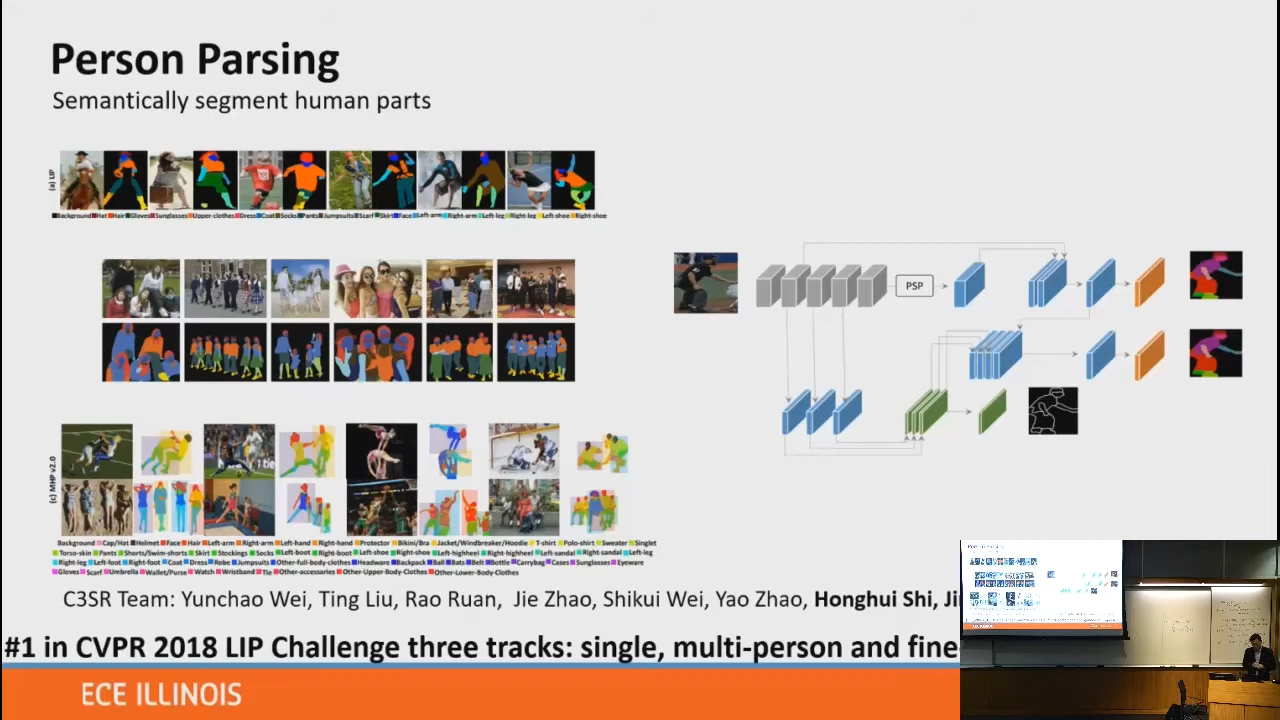 Person Parsing
Semantically segment human parts
(a) LIP
Background Hat Hair Gloves Sunglasses Upper-clothes Dress Coat Socks Pants Jumpsuits Scarf Skirt Face Left-arm Right-arm Left-leg Right-leg Left-shoe Right-shoe
PSP
(c) MHP v2.0
Background Cap/Hat Helmet Face Hair Left-arm Right-arm Left-hand Right-hand Protector Bikini/Bra Jacket/Windbreaker/Hoodie T-shirt Polo-shirt Sweater Singlet
Torso-skin Pants Shorts/Swim-shorts Skirt Stockings Socks Left-boot Right-boot Left-shoe Right-shoe Left-highheel Right-highheel Left-sandal Right-sandal Left-leg
Right-leg Left-foot Right-foot Coat Dress Robe Jumpsuits Other-full-body-clothes Headware Backpack Ball Bats Belt Bottle Carrybag Cases Sunglasses Eyeware
Gloves Scarf Umbrella Wallet/Purse Watch Wristband Tie Other-accessaries Other-Upper-Body-Clothes Other-Lower-Body-Clothes
C3SR Team: Yunchao Wei, Ting Liu, Rao Ruan, Jie Zhao, Shikui Wei, Yao Zhao, Honghui Shi, Ji
#1 in CVPR 2018 LIP Challenge three tracks: single, multi-person and fine
ECE ILLINOIS